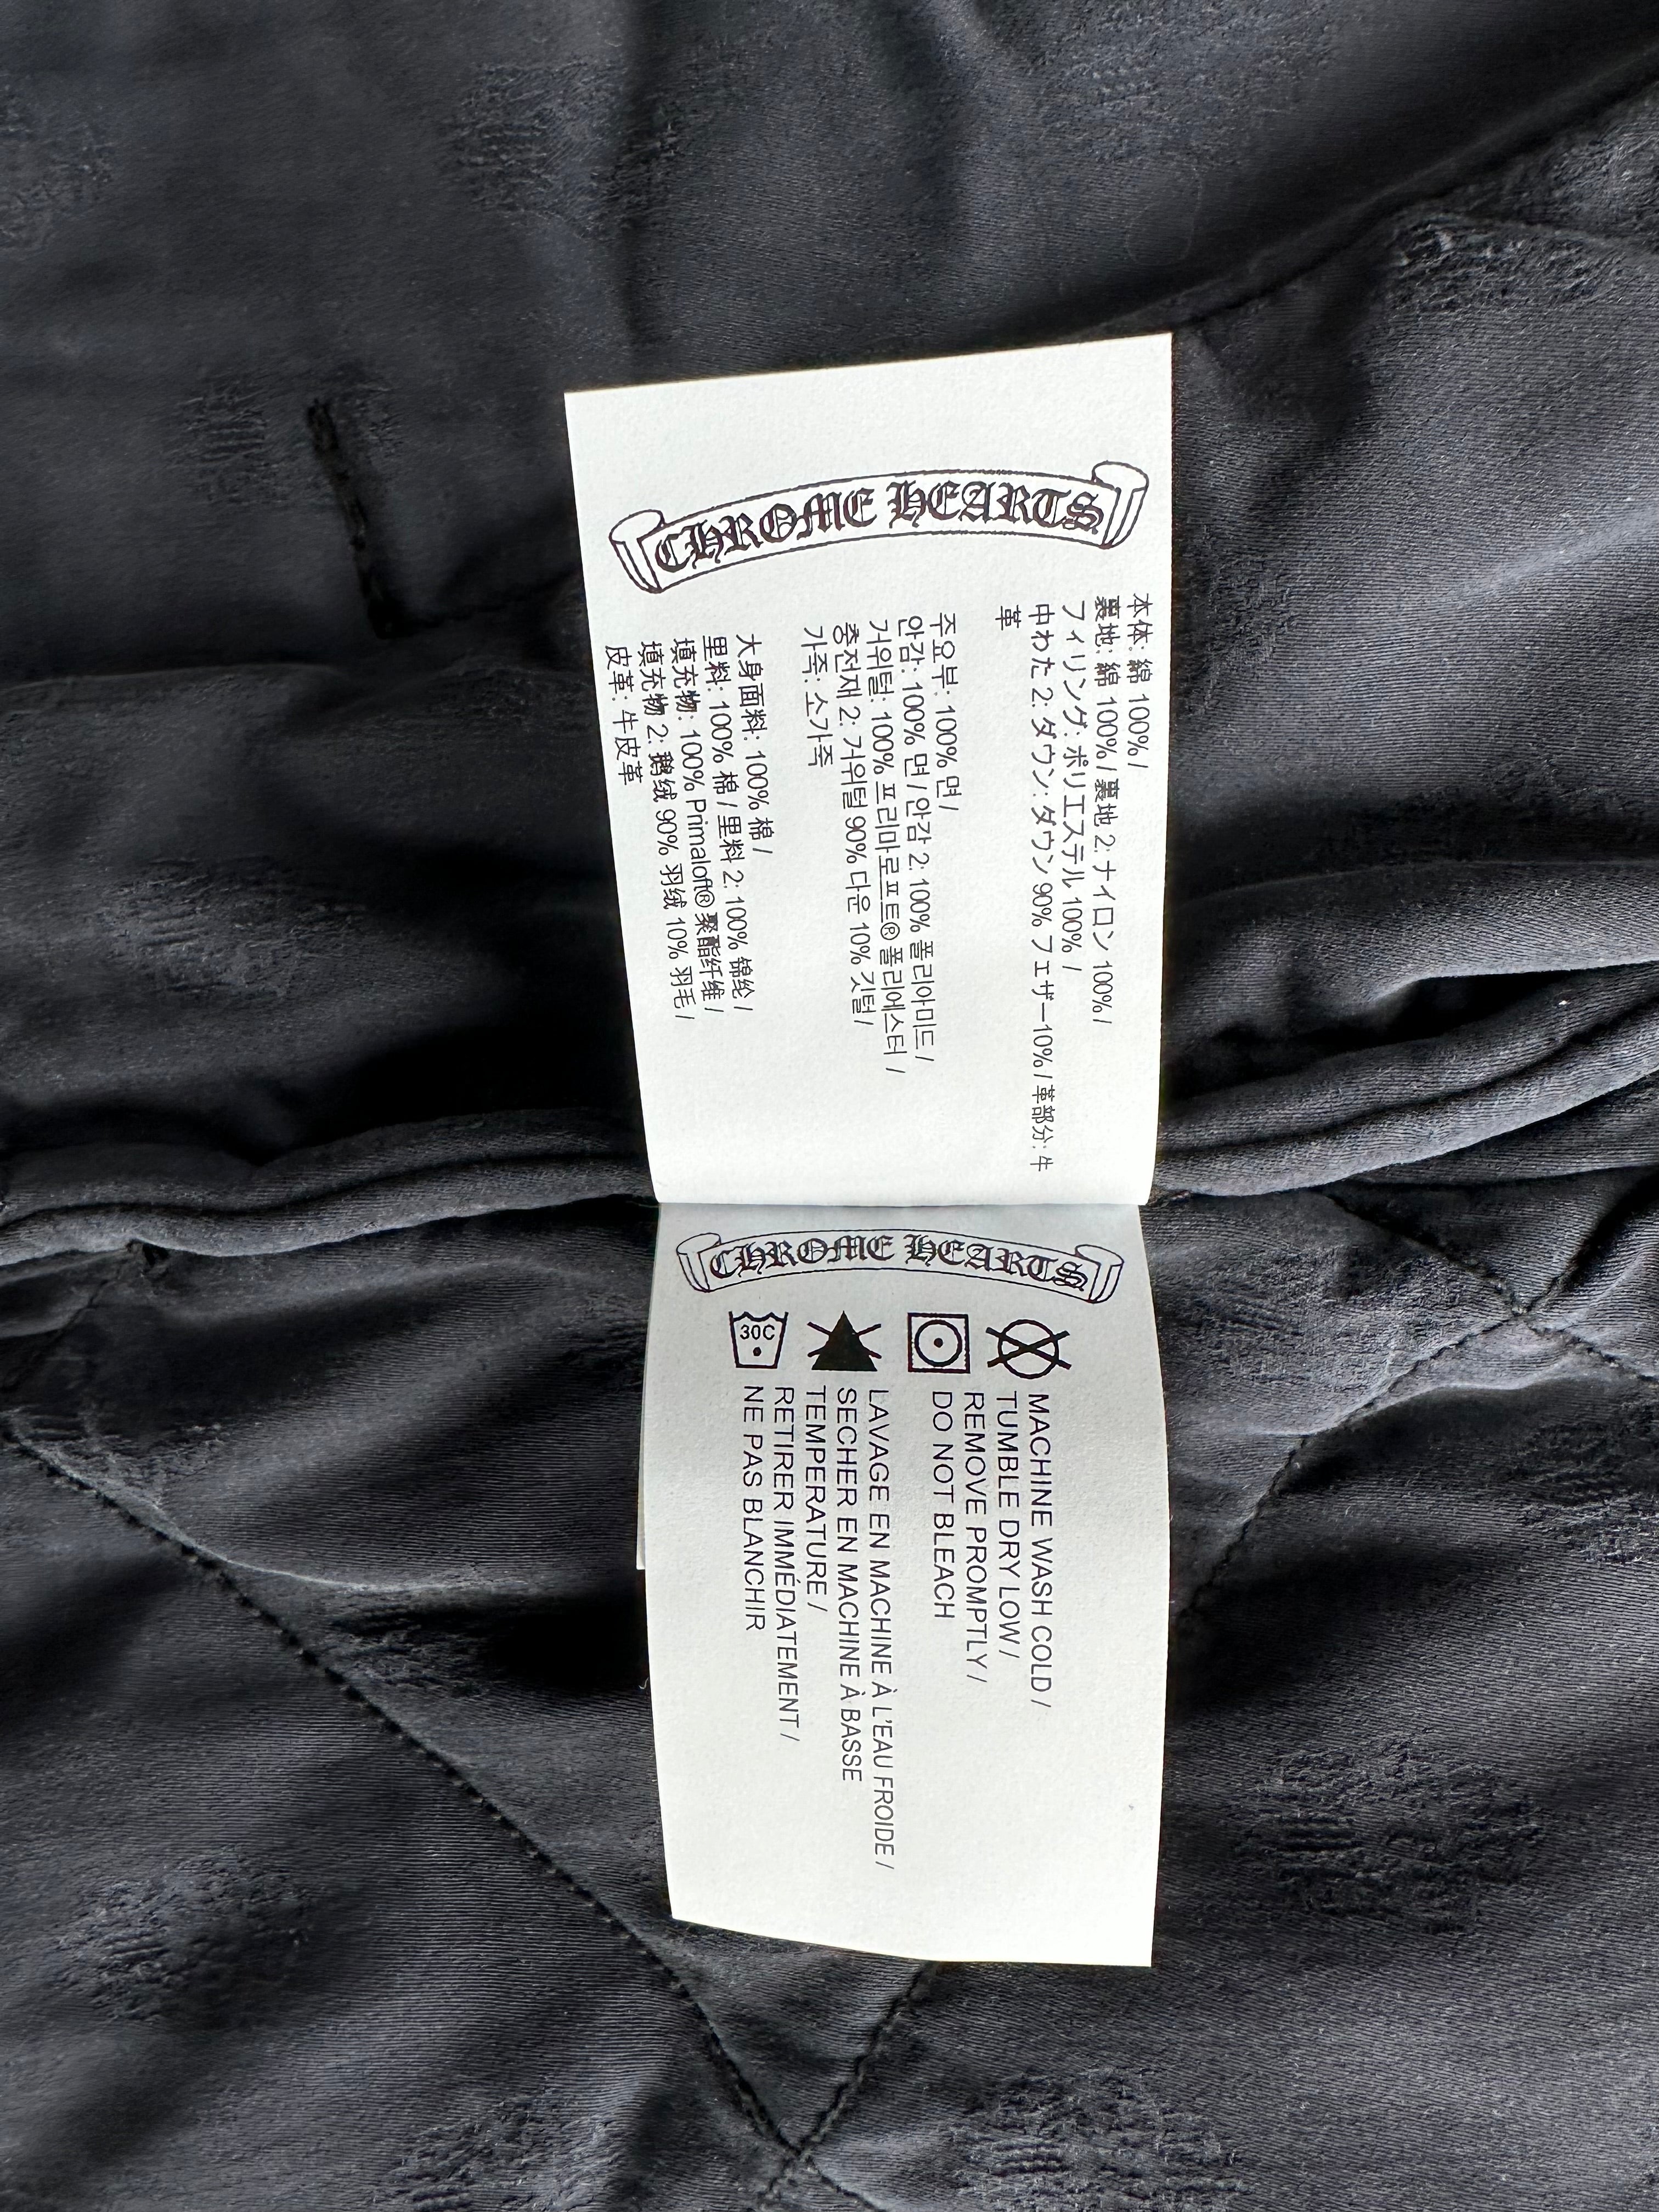 CHROME HEARTS
本体: 綿 100% /
裏地: 綿 100% / 裏地 2: ナイロン 100% /
フィリング: ポリエステル 100% /
中わた 2: ダウン: ダウン 90% フェザー10% / 革部分: 牛
革
주요부: 100% 면 /
안감: 100% 면 / 안감 2: 100% 폴리아미드 /
거위털: 100% 프리마로프트® 폴리에스터 /
충전재 2: 거위털 90% 다운 10% 깃털 /
가죽: 소가죽
大身面料: 100% 棉 /
里料: 100% 棉 / 里料 2: 100% 锦纶 /
填充物: 100% Primaloft® 聚酯纤维 /
填充物 2: 鹅绒 90% 羽绒 10% 羽毛 /
皮革: 牛皮革
CHROME HEARTS
30C
MACHINE WASH COLD /
TUMBLE DRY LOW /
REMOVE PROMPTLY /
DO NOT BLEACH
LAVAGE EN MACHINE À L'EAU FROIDE /
SECHER EN MACHINE À BASSE
TEMPERATURE /
RETIRER IMMÉDIATEMENT /
NE PAS BLANCHIR